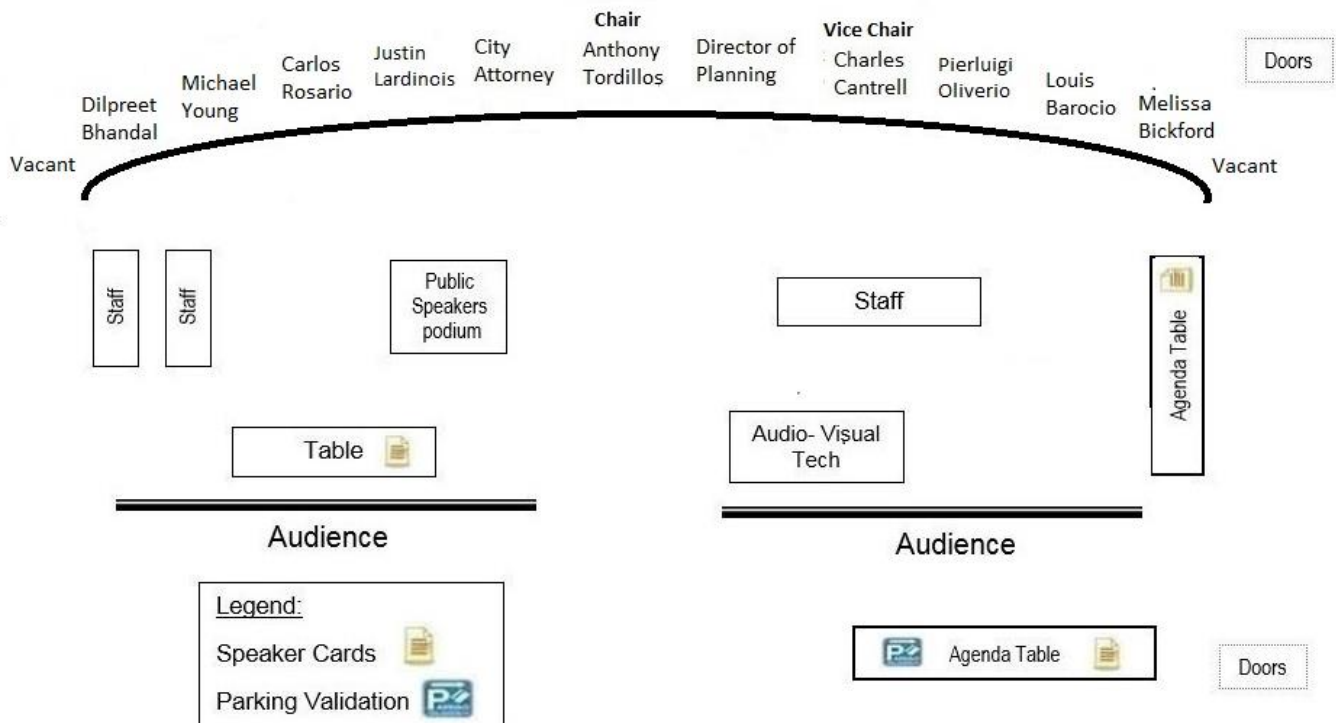 Vacant
Dilpreet
Bhandal
Michael
Young
Carlos
Rosario
Justin
Lardincis
City
Attorney
Chair
Anthony
Tordillos
Director of
Planning
Vice Chair
Charles
Cantrell
Pierluigi
Oliverio
Louis
Barocio
Melissa
Bickford
Vacant
Doors
Staff
Staff
Public
Speakers
podium
Staff
Agenda Table
Table
Audio- Visual
Tech
Audience
Audience
Legend:
Speaker Cards
Parking Validation
Agenda Table
Doors